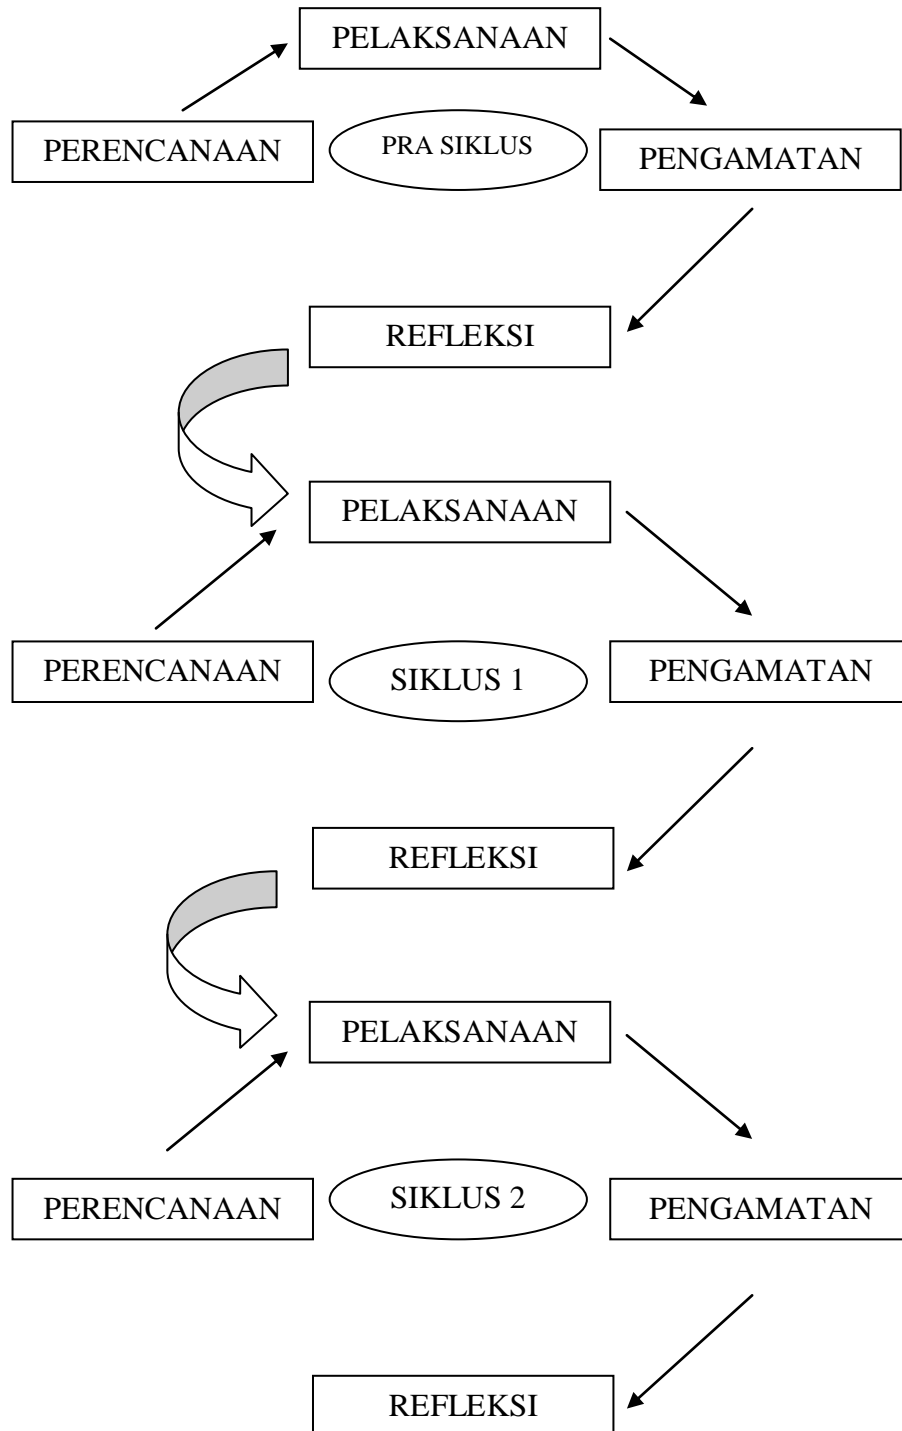 PELAKSANAAN
PERENCANAAN
PRA SIKLUS
PENGAMATAN
REFLEKSI
PELAKSANAAN
PERENCANAAN
SIKLUS 1
PENGAMATAN
REFLEKSI
PELAKSANAAN
PERENCANAAN
SIKLUS 2
PENGAMATAN
REFLEKSI